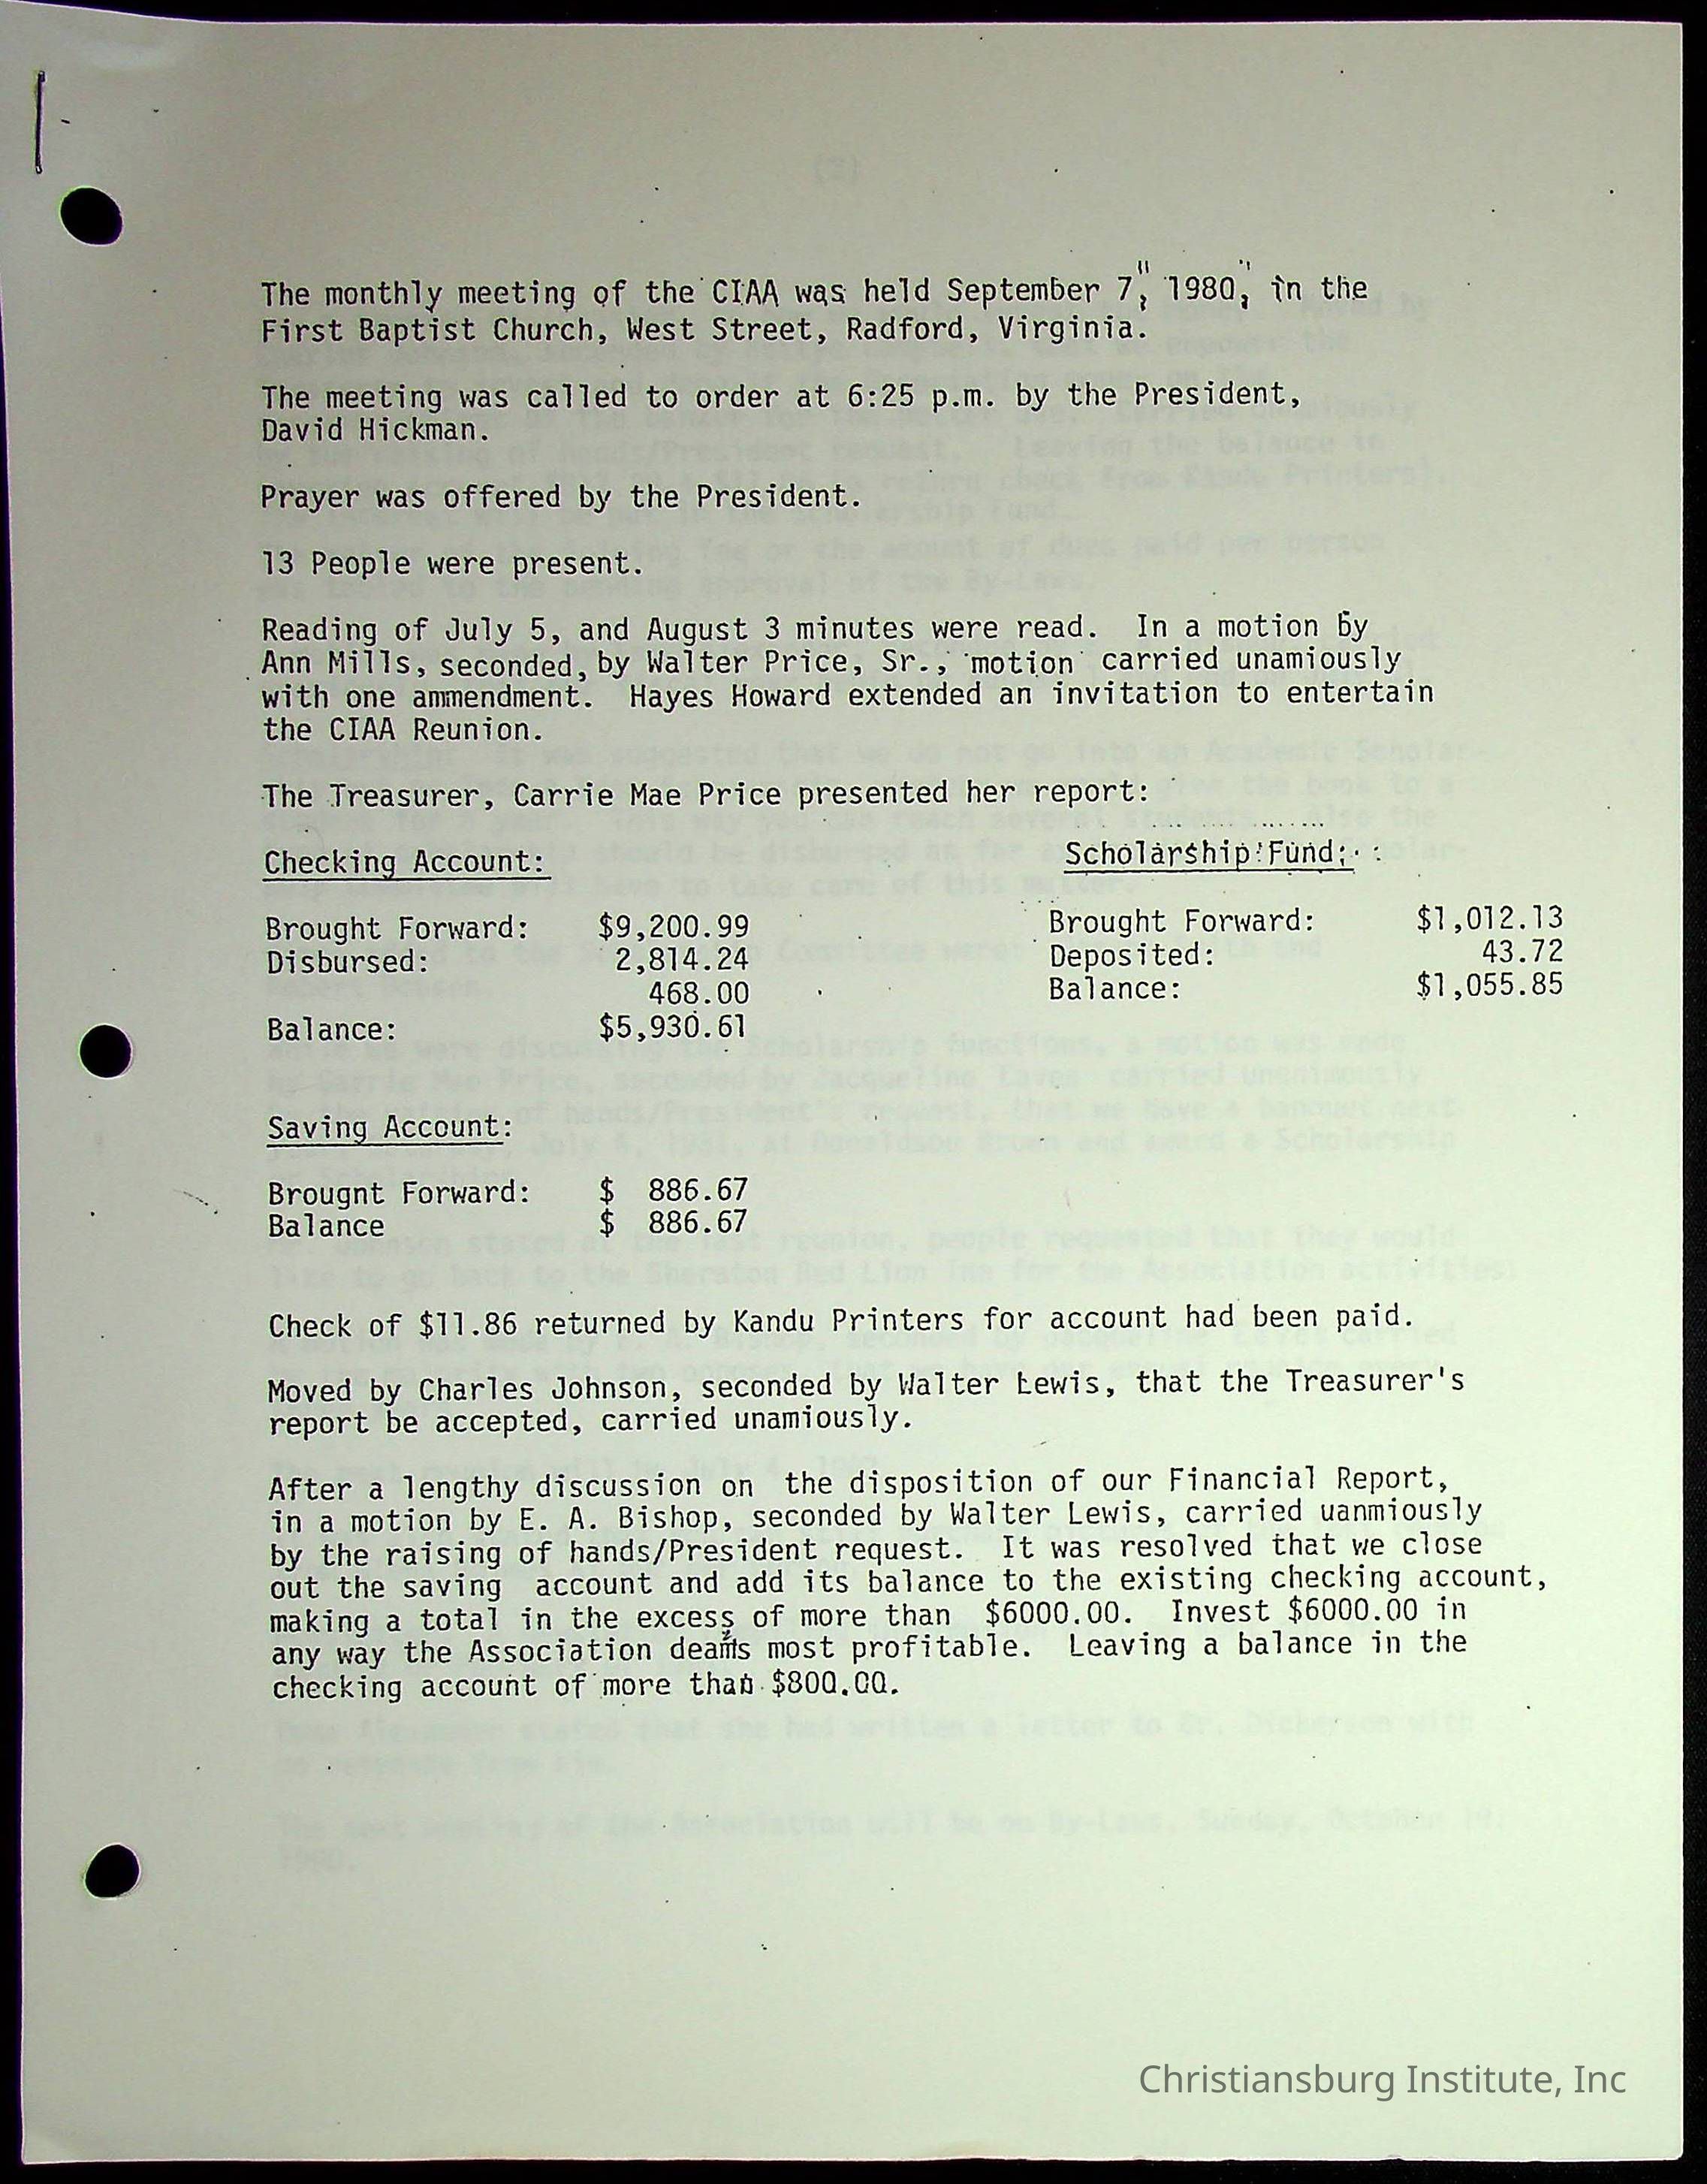 The monthly meeting of the CIAA was held September 7, 1980, in the
First Baptist Church, West Street, Radford, Virginia.
The meeting was called to order at 6:25 p.m. by the President,
David Hickman.
Prayer was offered by the President.
13 People were present.
Reading of July 5, and August 3 minutes were read. In a motion by
Ann Mills, seconded, by Walter Price, Sr., motion carried unamiously
with one ammendment. Hayes Howard extended an invitation to entertain
the CIAA Reunion.
The Treasurer, Carrie Mae Price presented her report:
Checking Account: Scholarship Fund:
Brought Forward: $9,200.99 Brought Forward: $1,012.13
Disbursed: 2,814.24 Deposited: 43.72
468.00 Balance: $1,055.85
Balance: $5,930.61
Saving Account:
Brougnt Forward: $ 886.67
Balance $ 886.67
Check of $11.86 returned by Kandu Printers for account had been paid.
Moved by Charles Johnson, seconded by Walter Lewis, that the Treasurer's
report be accepted, carried unamiously.
After a lengthy discussion on the disposition of our Financial Report,
in a motion by E. A. Bishop, seconded by Walter Lewis, carried uanmiously
by the raising of hands/President request. It was resolved that we close
out the saving account and add its balance to the existing checking account,
making a total in the excess of more than $6000.00. Invest $6000.00 in
any way the Association deams most profitable. Leaving a balance in the
checking account of more than $800.00.
Christiansburg Institute, Inc